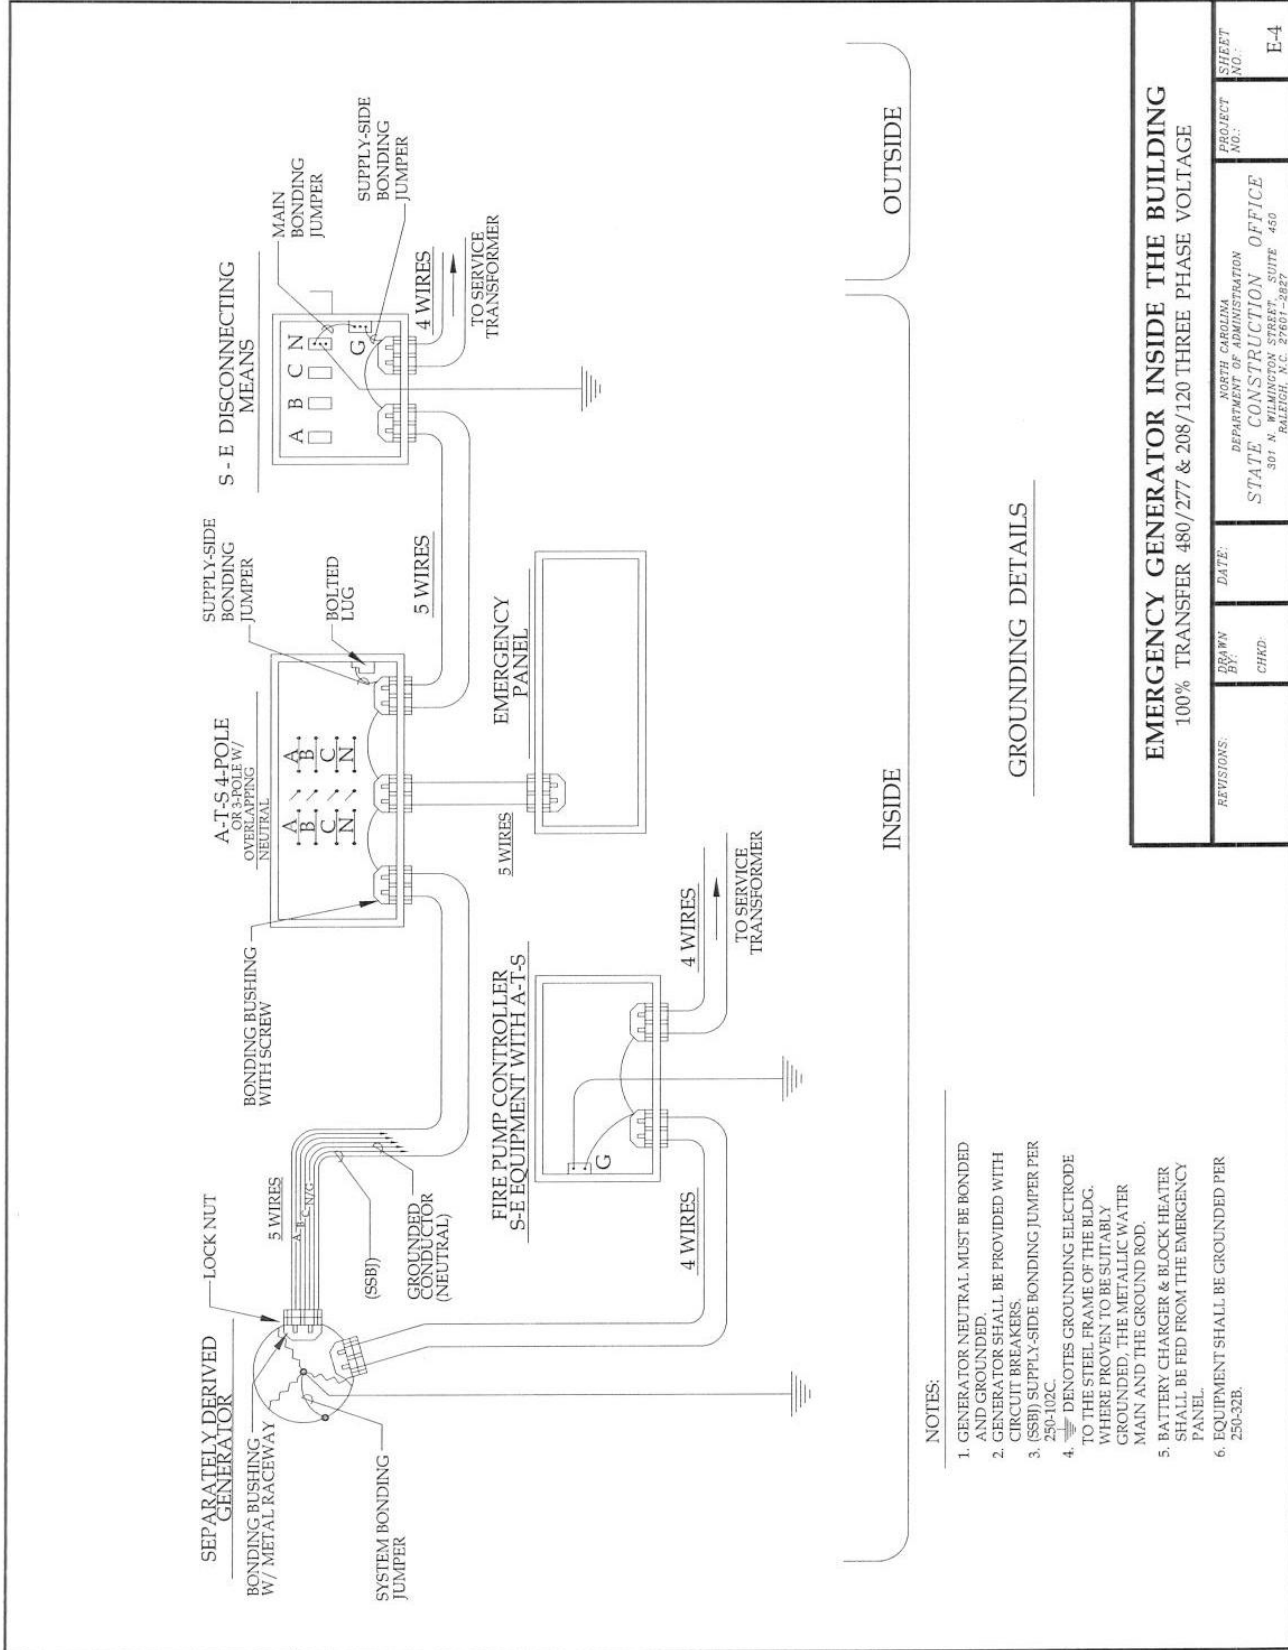 SEPARATELY DERIVED
GENERATOR
BONDING BUSHING
W/ METAL RACEWAY
SYSTEM BONDING
JUMPER
LOCK NUT
5 WIRES
A
B
C
N/G
(SSBJ)
GROUNDED
CONDUCTOR
(NEUTRAL)
BONDING BUSHING
WITH SCREW
A-T-S 4-POLE
OR 3-POLE W/
OVERLAPPING
NEUTRAL
A A
B B
C C
N N
SUPPLY-SIDE
BONDING
JUMPER
BOLTED
LUG
5 WIRES
S - E DISCONNECTING
MEANS
A B C N
G
MAIN
BONDING
JUMPER
SUPPLY-SIDE
BONDING
JUMPER
4 WIRES
TO SERVICE
TRANSFORMER
FIRE PUMP CONTROLLER
S-E EQUIPMENT WITH A-T-S
G
4 WIRES
4 WIRES
TO SERVICE
TRANSFORMER
5 WIRES
EMERGENCY
PANEL
INSIDE
OUTSIDE
NOTES:
1. GENERATOR NEUTRAL MUST BE BONDED
AND GROUNDED.
2. GENERATOR SHALL BE PROVIDED WITH
CIRCUIT BREAKERS.
3. (SSBJ) SUPPLY-SIDE BONDING JUMPER PER
250-102C.
4. DENOTES GROUNDING ELECTRODE
TO THE STEEL FRAME OF THE BLDG.
WHERE PROVEN TO BE SUITABLY
GROUNDED, THE METALLIC WATER
MAIN AND THE GROUND ROD.
5. BATTERY CHARGER & BLOCK HEATER
SHALL BE FED FROM THE EMERGENCY
PANEL.
6. EQUIPMENT SHALL BE GROUNDED PER
250-32B.
GROUNDING DETAILS
EMERGENCY GENERATOR INSIDE THE BUILDING
100% TRANSFER 480/277 & 208/120 THREE PHASE VOLTAGE
REVISIONS:
DRAWN
BY:
CHKD:
DATE:
NORTH CAROLINA
DEPARTMENT OF ADMINISTRATION
STATE CONSTRUCTION OFFICE
301 N. WILMINGTON STREET, SUITE 450
RALEIGH, N.C. 27601-2827
PROJECT
NO.:
SHEET
NO.:
E-4